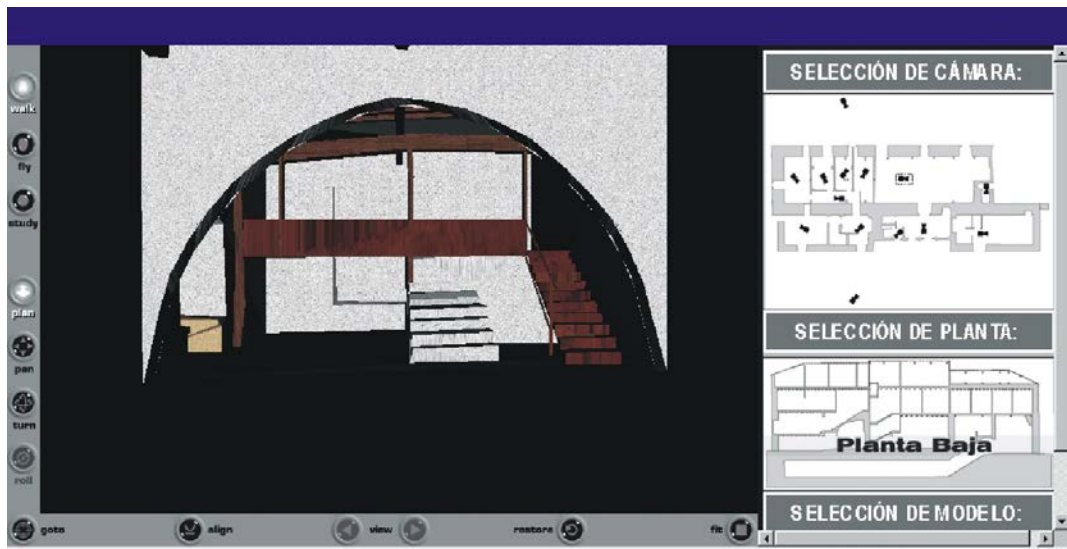 walk
fly
study
plan
pan
turn
roll
goto
align
view
restore
fit
SELECCIÓN DE CÁMARA:
SELECCIÓN DE PLANTA:
Planta Baja
SELECCIÓN DE MODELO: